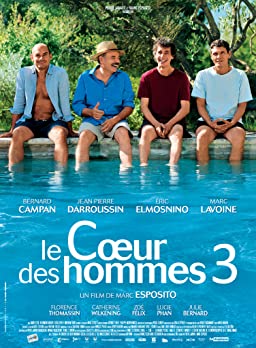 BERNARD CAMPAN JEAN-PIERRE DARROUSSIN ÉRIC ELMOSNINO MARC LAVOINE
le Cœur
des hommes 3
UN FILM DE MARC ESPOSITO
FLORENCE THOMASSIN CATHERINE WILKENING ZOÉ FÉLIX LUCIE PHAN JULIE BERNARD